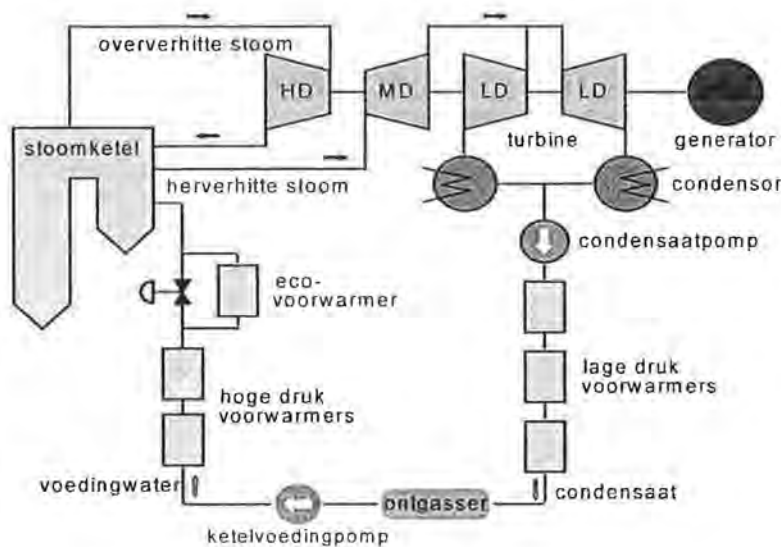 oververhitte stoom
HD
MD
LD
LD
stoomketel
turbine
generator
herverhitte stoom
condensor
condensaatpomp
eco-
voorwarmer
lage druk
voorwarmers
hoge druk
voorwarmers
voedingwater
ontgasser
condensaat
ketelvoedingpomp